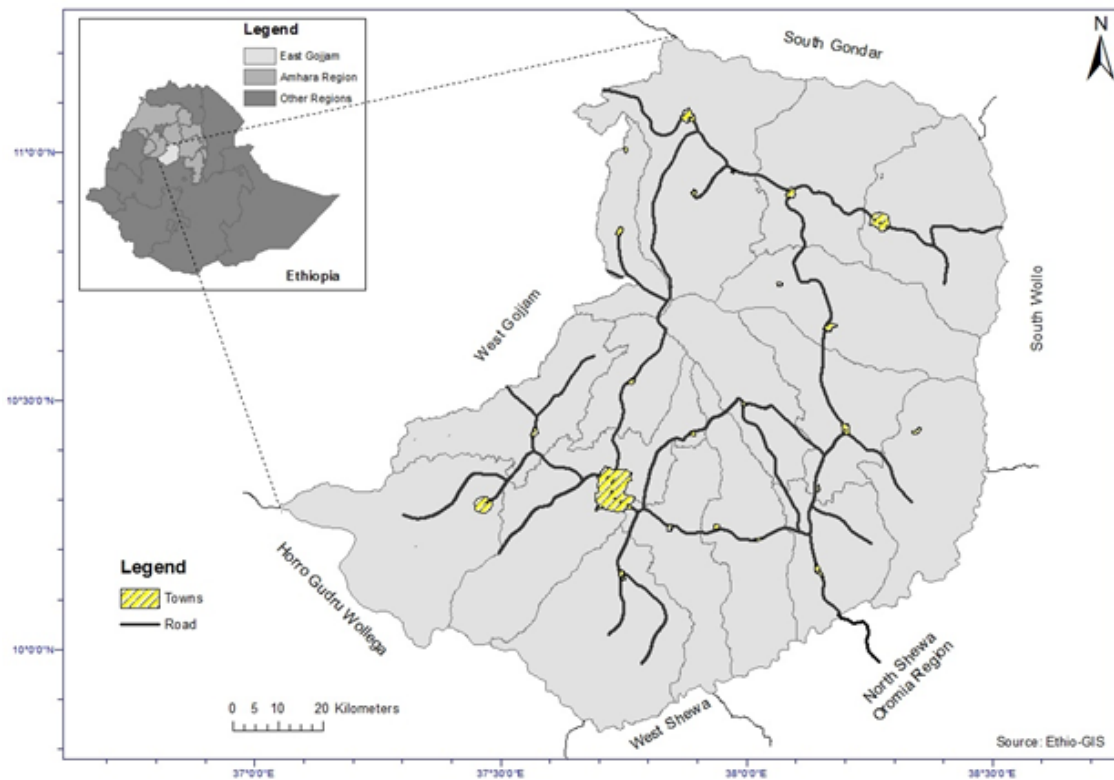 Legend
East Gojjam
Amhara Region
Other Regions
Ethiopia
South Gondar
N
11°0'0"N
West Gojjam
South Wollo
10°30'0"N
Horro Gudru Wollega
Legend
Towns
Road
10°0'0"N
0 5 10 20 Kilometers
West Shewa
North Shewa
Oromia Region
Source: Ethio-GIS
37°0'0"E
37°30'0"E
38°0'0"E
38°30'0"E